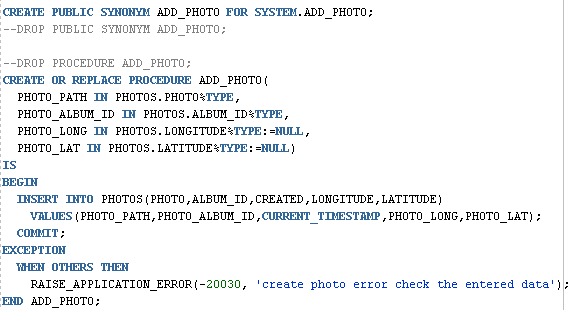 CREATE PUBLIC SYNONYM ADD_PHOTO FOR SYSTEM.ADD_PHOTO;
--DROP PUBLIC SYNONYM ADD_PHOTO;

--DROP PROCEDURE ADD_PHOTO;
CREATE OR REPLACE PROCEDURE ADD_PHOTO(
  PHOTO_PATH IN PHOTOS.PHOTO%TYPE,
  PHOTO_ALBUM_ID IN PHOTOS.ALBUM_ID%TYPE,
  PHOTO_LONG IN PHOTOS.LONGITUDE%TYPE:=NULL,
  PHOTO_LAT IN PHOTOS.LATITUDE%TYPE:=NULL)
IS
BEGIN
  INSERT INTO PHOTOS(PHOTO,ALBUM_ID,CREATED,LONGITUDE,LATITUDE)
    VALUES(PHOTO_PATH,PHOTO_ALBUM_ID,CURRENT_TIMESTAMP,PHOTO_LONG,PHOTO_LAT);
  COMMIT;
EXCEPTION
  WHEN OTHERS THEN
    RAISE_APPLICATION_ERROR(-20030, 'create photo error check the entered data');
END ADD_PHOTO;